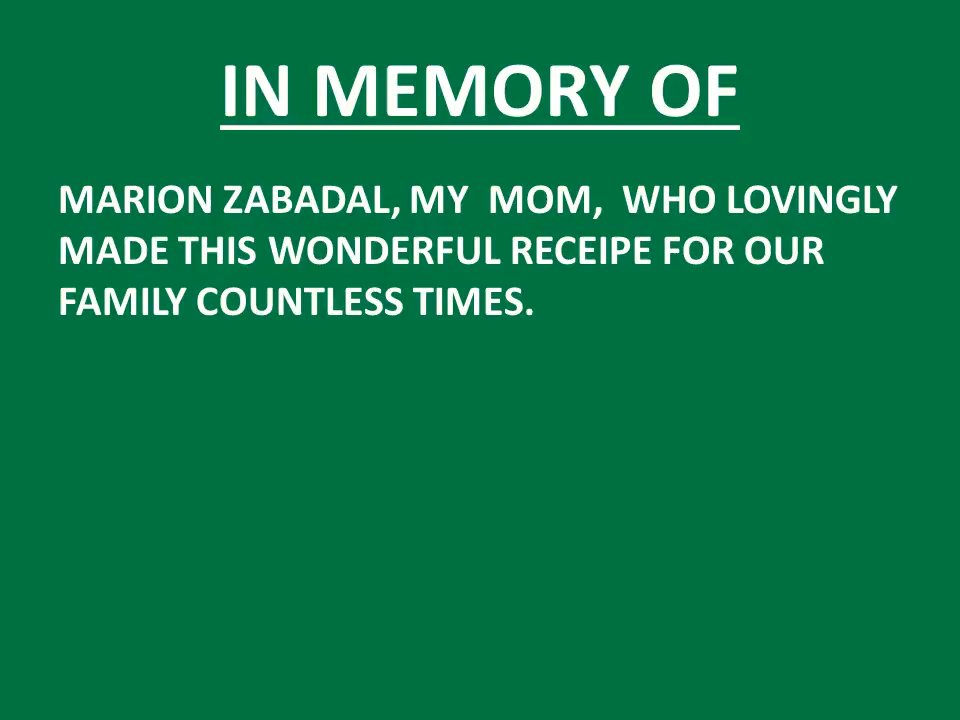 IN MEMORY OF
MARION ZABADAL, MY  MOM,  WHO LOVINGLY
MADE THIS WONDERFUL RECEIPE FOR OUR
FAMILY COUNTLESS TIMES.